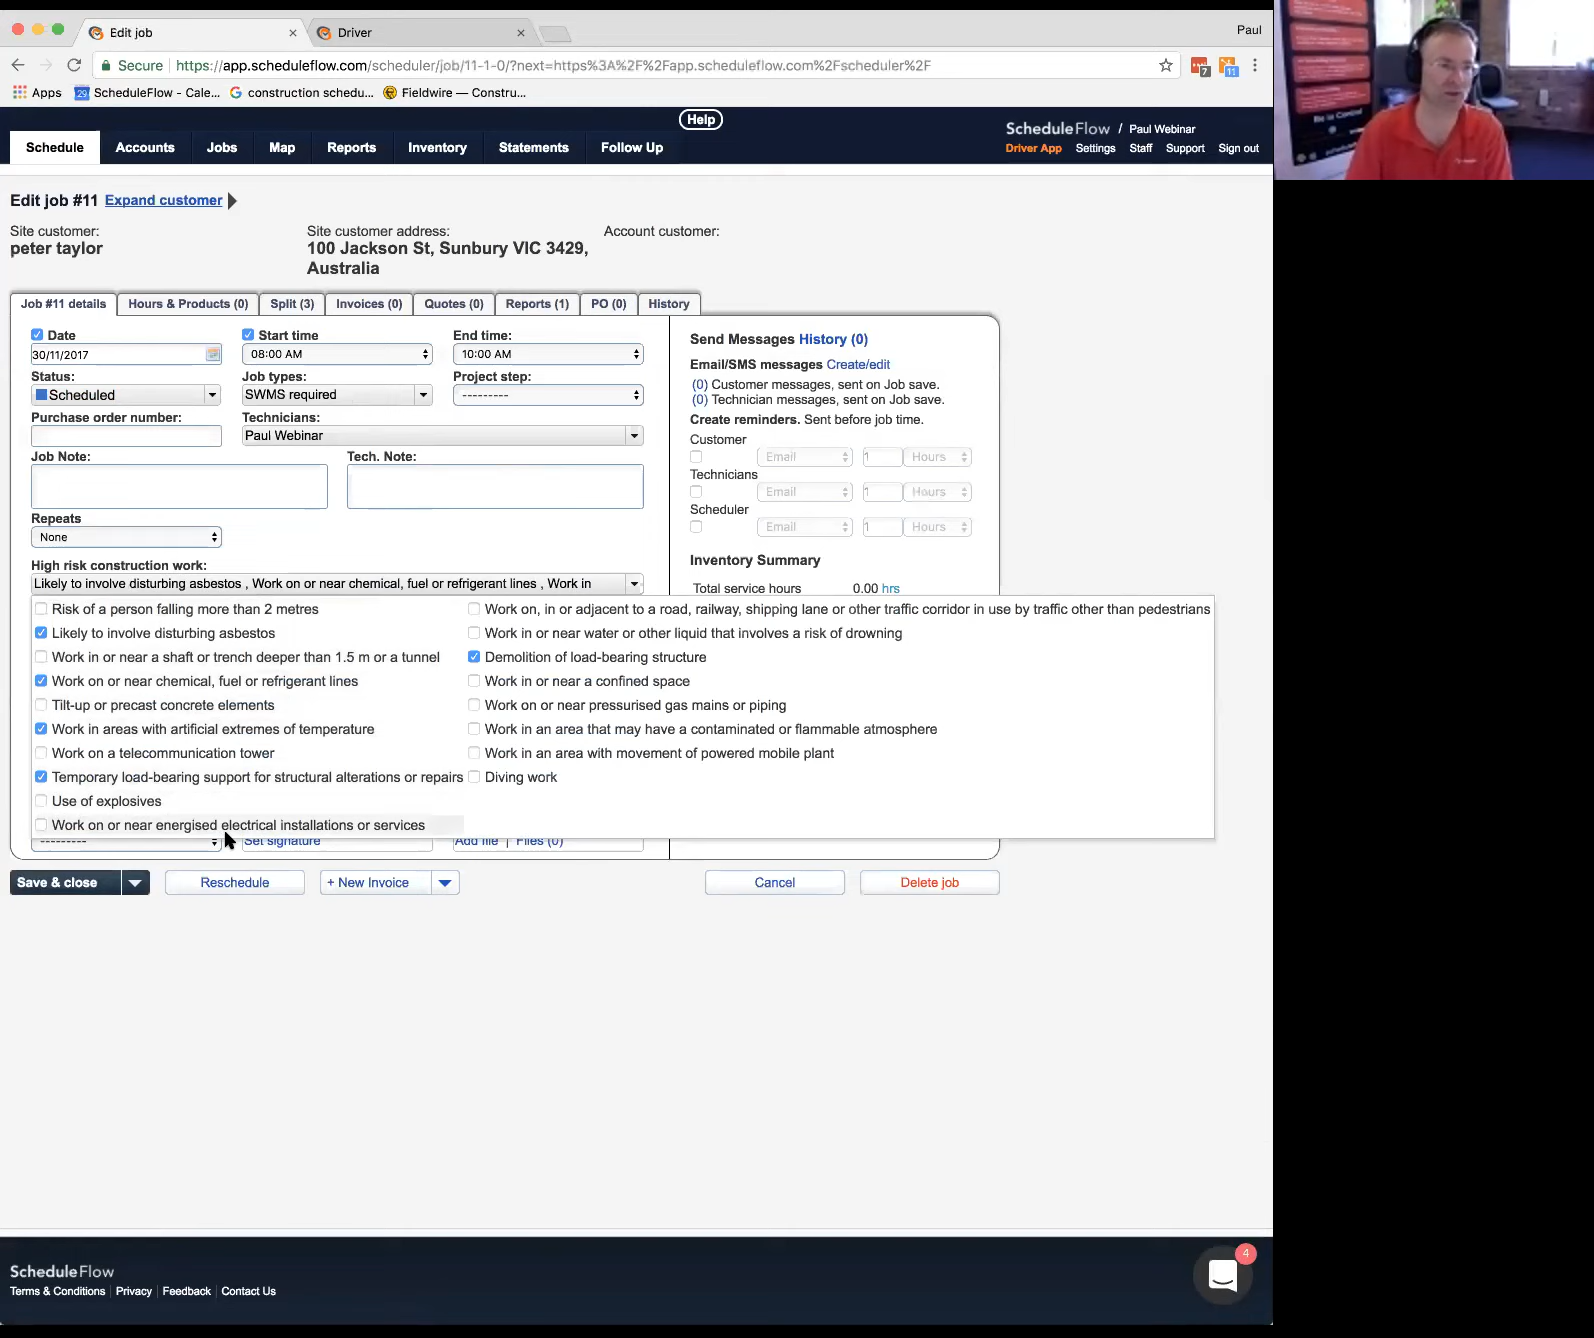 Edit job
Driver
Paul
Secure
https://app.scheduleflow.com/scheduler/job/11-1-0/?next=https%3A%2F%2Fapp.scheduleflow.com%2Fscheduler%2F
7
11
Apps
29
ScheduleFlow - Cale...
construction schedu...
Fieldwire — Constru...
Help
Schedule
Accounts
Jobs
Map
Reports
Inventory
Statements
Follow Up
ScheduleFlow / Paul Webinar
Driver App Settings Staff Support Sign out
Edit job #11 Expand customer
Site customer:
peter taylor
Site customer address:
100 Jackson St, Sunbury VIC 3429,
Australia
Account customer:
Job #11 details
Hours & Products (0)
Split (3)
Invoices (0)
Quotes (0)
Reports (1)
PO (0)
History
Date
30/11/2017
Start time
08:00 AM
End time:
10:00 AM
Status:
Scheduled
Job types:
SWMS required
Project step:
---------
Purchase order number:
Technicians:
Paul Webinar
Job Note:
Tech. Note:
Repeats
None
High risk construction work:
Likely to involve disturbing asbestos , Work on or near chemical, fuel or refrigerant lines , Work in
Risk of a person falling more than 2 metres
Likely to involve disturbing asbestos
Work in or near a shaft or trench deeper than 1.5 m or a tunnel
Work on or near chemical, fuel or refrigerant lines
Tilt-up or precast concrete elements
Work in areas with artificial extremes of temperature
Work on a telecommunication tower
Temporary load-bearing support for structural alterations or repairs
Use of explosives
Work on or near energised electrical installations or services
Work on, in or adjacent to a road, railway, shipping lane or other traffic corridor in use by traffic other than pedestrians
Work in or near water or other liquid that involves a risk of drowning
Demolition of load-bearing structure
Work in or near a confined space
Work on or near pressurised gas mains or piping
Work in an area that may have a contaminated or flammable atmosphere
Work in an area with movement of powered mobile plant
Diving work
---------
Set signature
Add file | Files (0)
Send Messages History (0)
Email/SMS messages Create/edit
(0) Customer messages, sent on Job save.
(0) Technician messages, sent on Job save.
Create reminders. Sent before job time.
Customer
Email 1 Hours
Technicians
Email 1 Hours
Scheduler
Email 1 Hours
Inventory Summary
Total service hours 0.00 hrs
Save & close
Reschedule
+ New Invoice
Cancel
Delete job
ScheduleFlow
Terms & Conditions
Privacy
Feedback
Contact Us
4